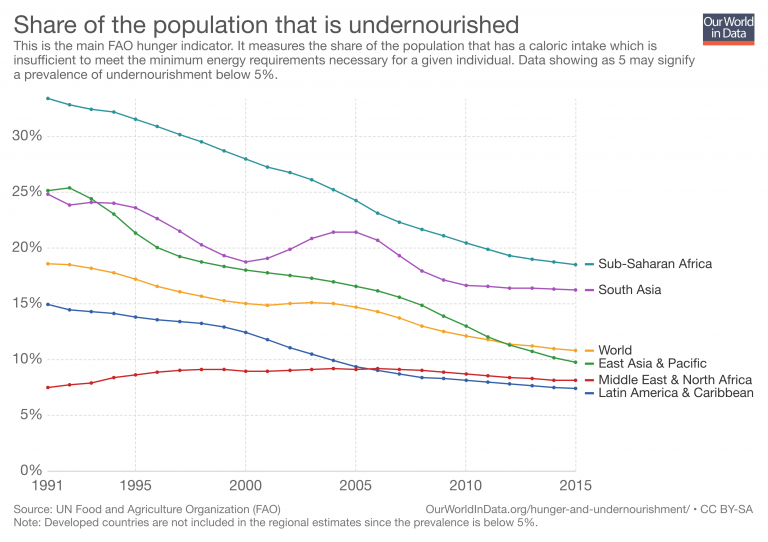 Share of the population that is undernourished
Our World
in Data
This is the main FAO hunger indicator. It measures the share of the population that has a caloric intake which is
insufficient to meet the minimum energy requirements necessary for a given individual. Data showing as 5 may signify
a prevalence of undernourishment below 5%.
30%
25%
20%
15%
10%
5%
0%
Sub-Saharan Africa
South Asia
World
East Asia & Pacific
Middle East & North Africa
Latin America & Caribbean
1991 1995 2000 2005 2010 2015
Source: UN Food and Agriculture Organization (FAO) OurWorldInData.org/hunger-and-undernourishment/ • CC BY-SA
Note: Developed countries are not included in the regional estimates since the prevalence is below 5%.